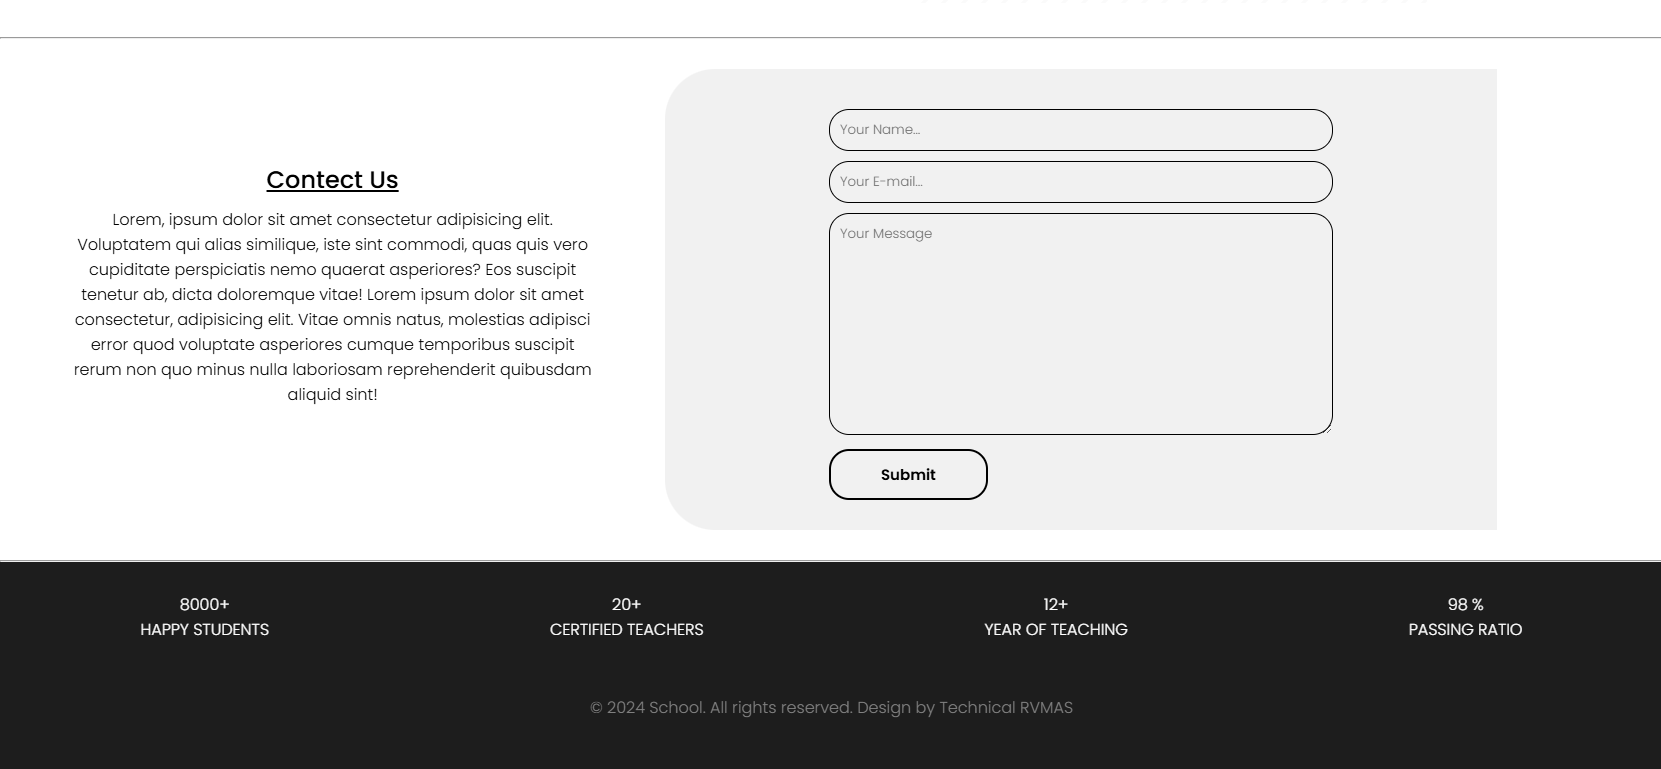 Contect Us
Lorem, ipsum dolor sit amet consectetur adipisicing elit.
Voluptatem qui alias similique, iste sint commodi, quas quis vero
cupiditate perspiciatis nemo quaerat asperiores? Eos suscipit
tenetur ab, dicta doloremque vitae! Lorem ipsum dolor sit amet
consectetur, adipisicing elit. Vitae omnis natus, molestias adipisci
error quod voluptate asperiores cumque temporibus suscipit
rerum non quo minus nulla laboriosam reprehenderit quibusdam
aliquid sint!
Your Name...
Your E-mail...
Your Message
Submit
8000+
HAPPY STUDENTS
20+
CERTIFIED TEACHERS
12+
YEAR OF TEACHING
98 %
PASSING RATIO
© 2024 School. All rights reserved. Design by Technical RVMAS